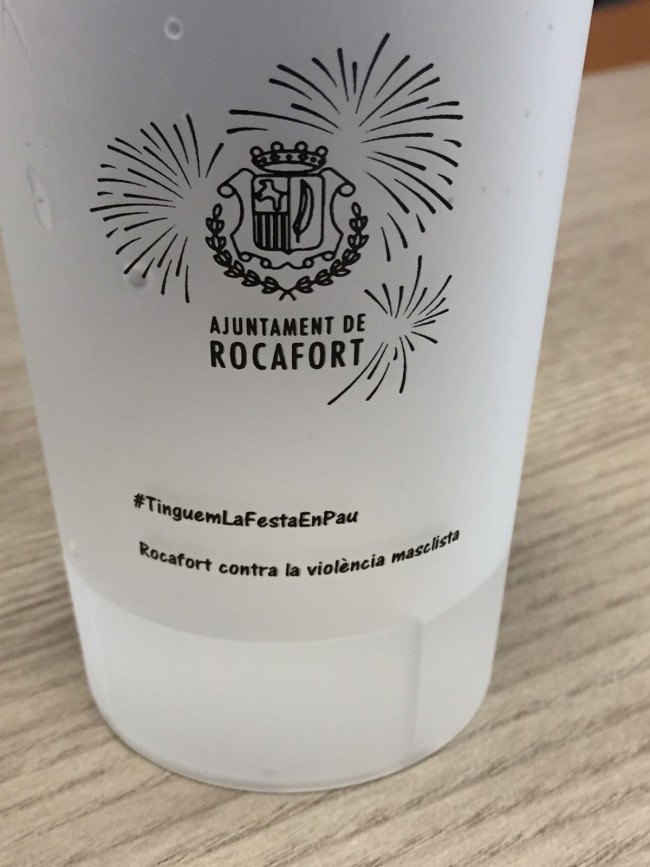 AJUNTAMENT DE
ROCAFORT
#TinguemLaFestaEnPau
Rocafort contra la violència masclista